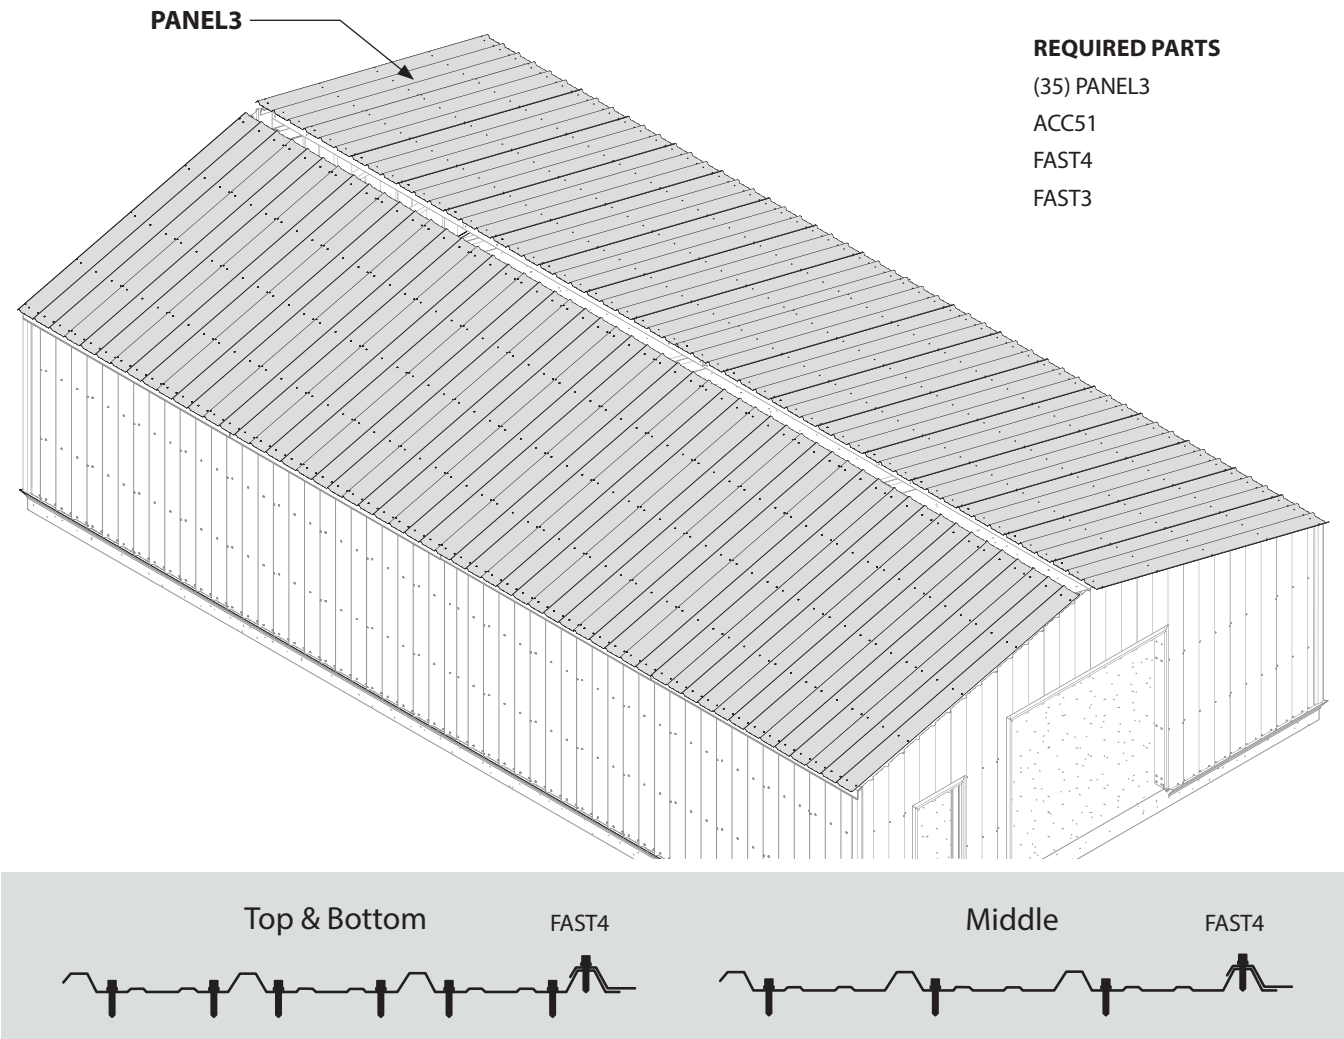 PANEL3
REQUIRED PARTS
(35) PANEL3
ACC51
FAST4
FAST3
Top & Bottom
FAST4
Middle
FAST4